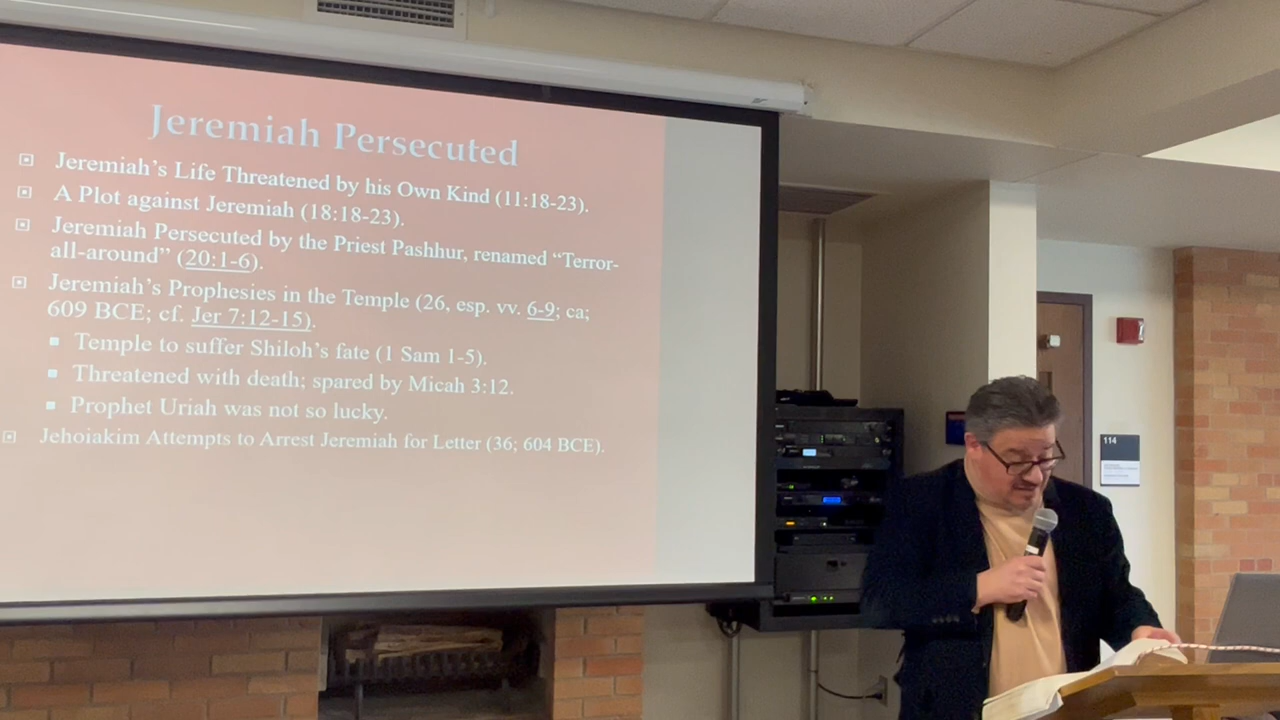 Jeremiah Persecuted
Jeremiah's Life Threatened by his Own Kind (11:18-23).
A Plot against Jeremiah (18:18-23).
Jeremiah Persecuted by the Priest Pashhur, renamed “Terror-
all-around” (20:1-6).
Jeremiah's Prophesies in the Temple (26, esp. vv. 6-9; ca;
609 BCE; cf. Jer 7:12-15).
Temple to suffer Shiloh's fate (1 Sam 1-5).
Threatened with death; spared by Micah 3:12.
Prophet Uriah was not so lucky.
Jehoiakim Attempts to Arrest Jeremiah for Letter (36; 604 BCE).
114